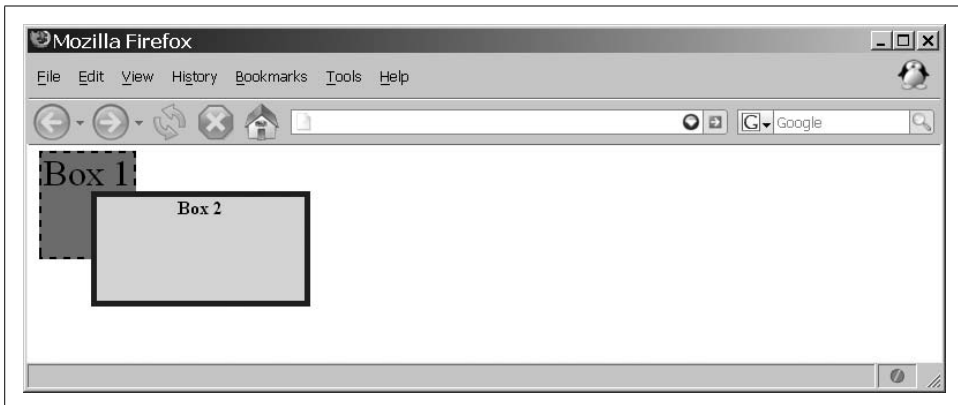 Mozilla Firefox
File Edit View History Bookmarks Tools Help
G Google
Box 1
Box 2